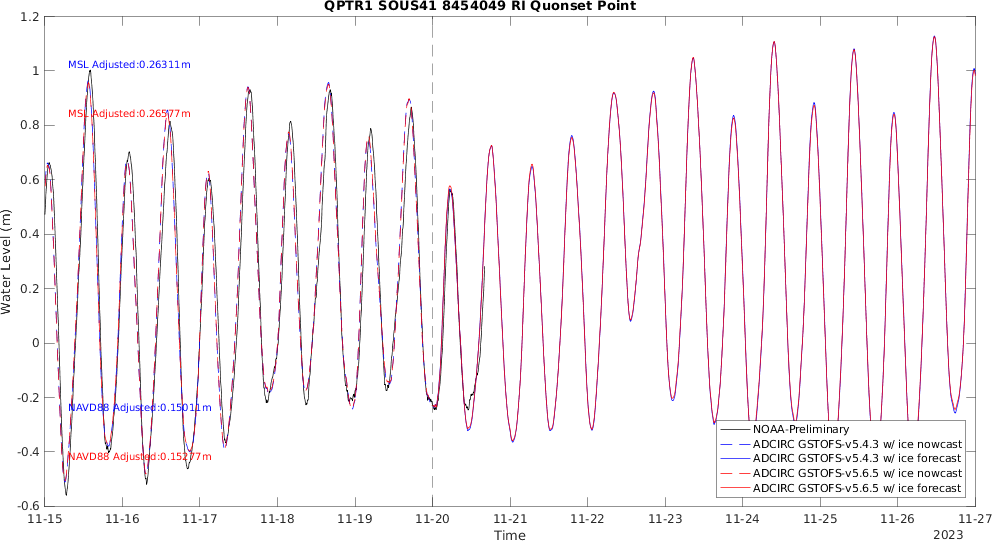 QPTR1 SOUS41 8454049 RI Quonset Point
1.2
1
0.8
0.6
0.4
0.2
0
-0.2
-0.4
-0.6
Water Level (m)
MSL Adjusted:0.26311m
MSL Adjusted:0.26577m
NAVD88 Adjusted:0.15011m
NAVD88 Adjusted:0.15277m
NOAA-Preliminary
ADCIRC GSTOFS-v5.4.3 w/ ice nowcast
ADCIRC GSTOFS-v5.4.3 w/ ice forecast
ADCIRC GSTOFS-v5.6.5 w/ ice nowcast
ADCIRC GSTOFS-v5.6.5 w/ ice forecast
11-15 11-16 11-17 11-18 11-19 11-20 11-21 11-22 11-23 11-24 11-25 11-26 11-27
Time
2023